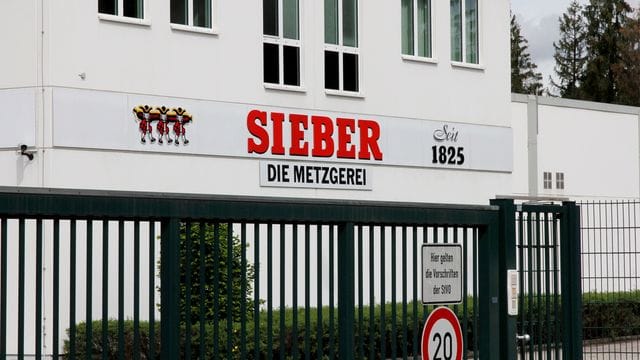 SIEBER
Seit
1825
DIE METZGEREI
Hier gelten
die Vorschriften
der StVO
20